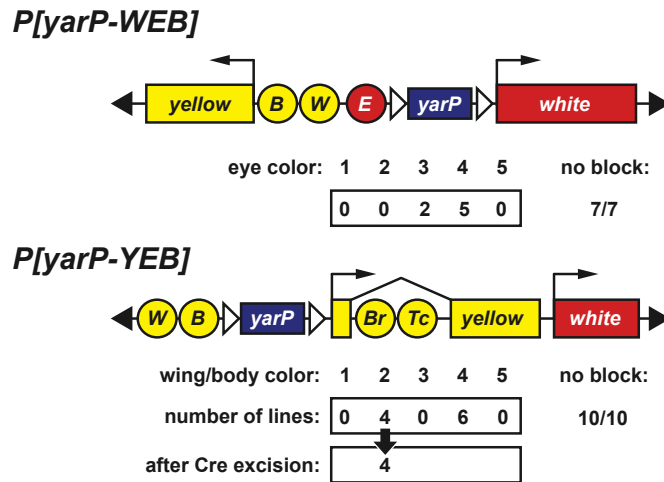 P[yarP-WEB]
yellow B W E yarP white
eye color: 1 2 3 4 5 no block:
0 0 2 5 0 7/7
P[yarP-YEB]
W B yarP Br Tc yellow white
wing/body color: 1 2 3 4 5 no block:
number of lines: 0 4 0 6 0 10/10
after Cre excision: 4